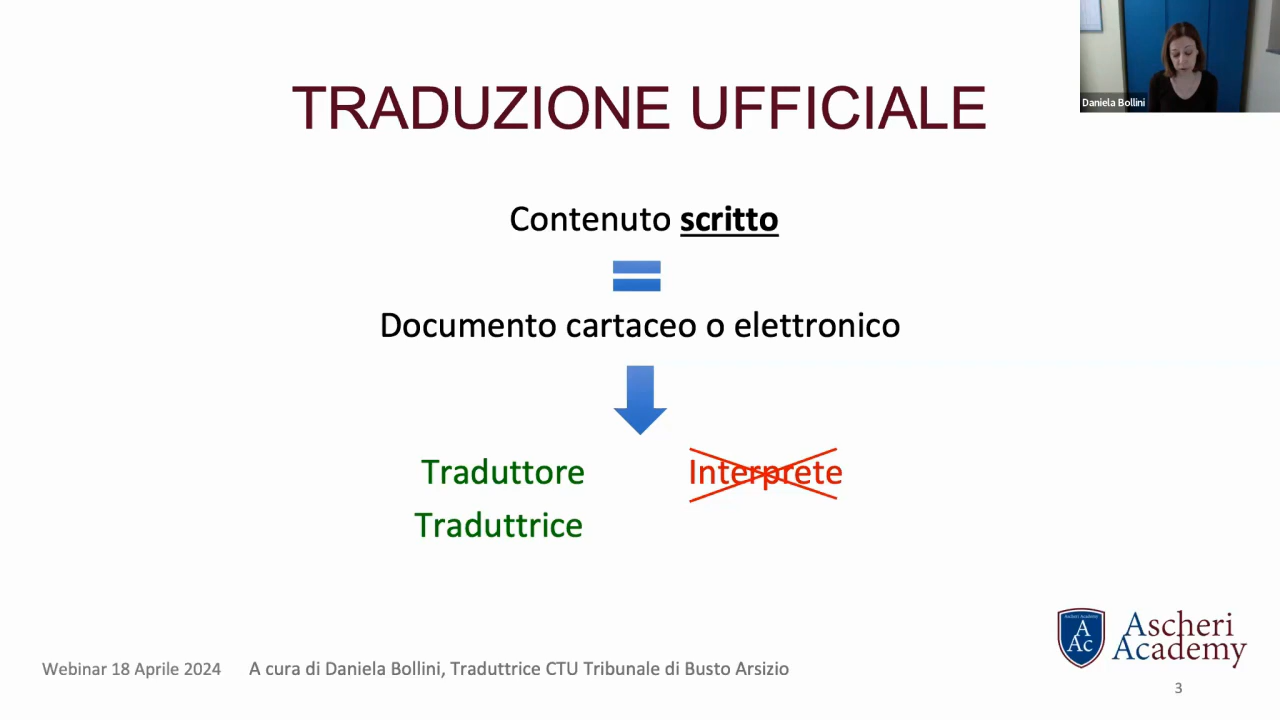 Daniela Bollini
TRADUZIONE UFFICIALE
Contenuto scritto
Documento cartaceo o elettronico
Traduttore Interprete
Traduttrice
A
Ac
Ascheri
Academy
Webinar 18 Aprile 2024 A cura di Daniela Bollini, Traduttrice CTU Tribunale di Busto Arsizio
3